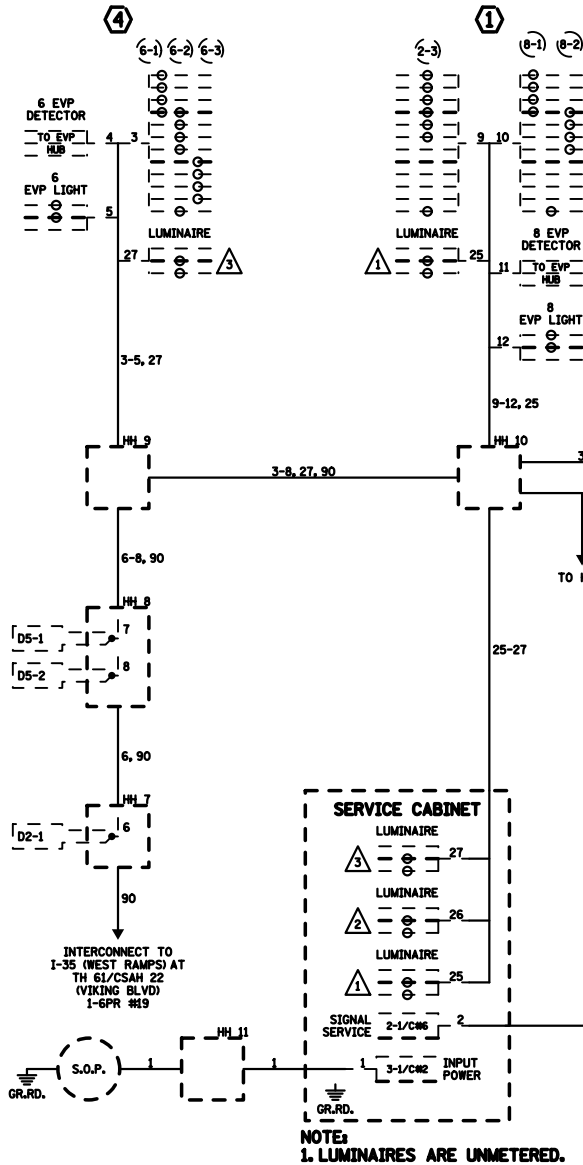 4
1
(6-1) (6-2) (6-3)
(2-3)
(8-1) (8-2)
6 EVP
DETECTOR
TO EVP
HUB
4
3
9
10
6
EVP LIGHT
5
LUMINAIRE
27
3
LUMINAIRE
1
25
8 EVP
DETECTOR
11
TO EVP
HUB
8
EVP LIGHT
12
3-5, 27
9-12, 25
HH 9
HH 10
3-8, 27, 90
3
6-8, 90
TO
HH 8
D5-1
7
D5-2
8
25-27
6, 90
HH 7
D2-1
6
90
INTERCONNECT TO
I-35 (WEST RAMPS) AT
TH 61/CSAH 22
(VIKING BLVD)
1-6PR #19
SERVICE CABINET
LUMINAIRE
3
27
LUMINAIRE
2
26
LUMINAIRE
1
25
SIGNAL
SERVICE
2-1/C#6
2
HH 11
GR.RD.
S.O.P.
1
1
1
3-1/C#2
INPUT
POWER
GR.RD.
NOTE:
1. LUMINAIRES ARE UNMETERED.